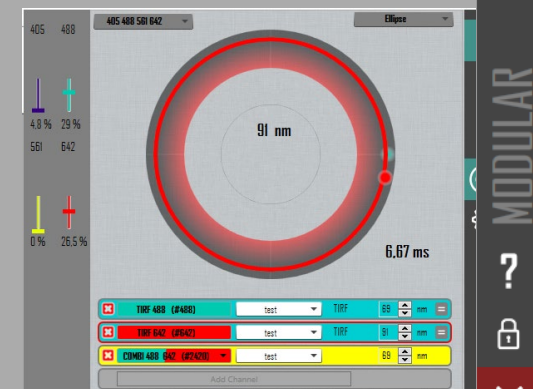 405 488
405 488 561 642
Ellipse
4.8 % 29 %
561 642
0 % 26.5 %
91 nm
6.67 ms
TIRF 488 (#488) test TIRF 69 nm
TIRF 642 (#642) test TIRF 91 nm
COMBI 488 642 (#2420) test 69 nm
Add Channel
MODULAR
?